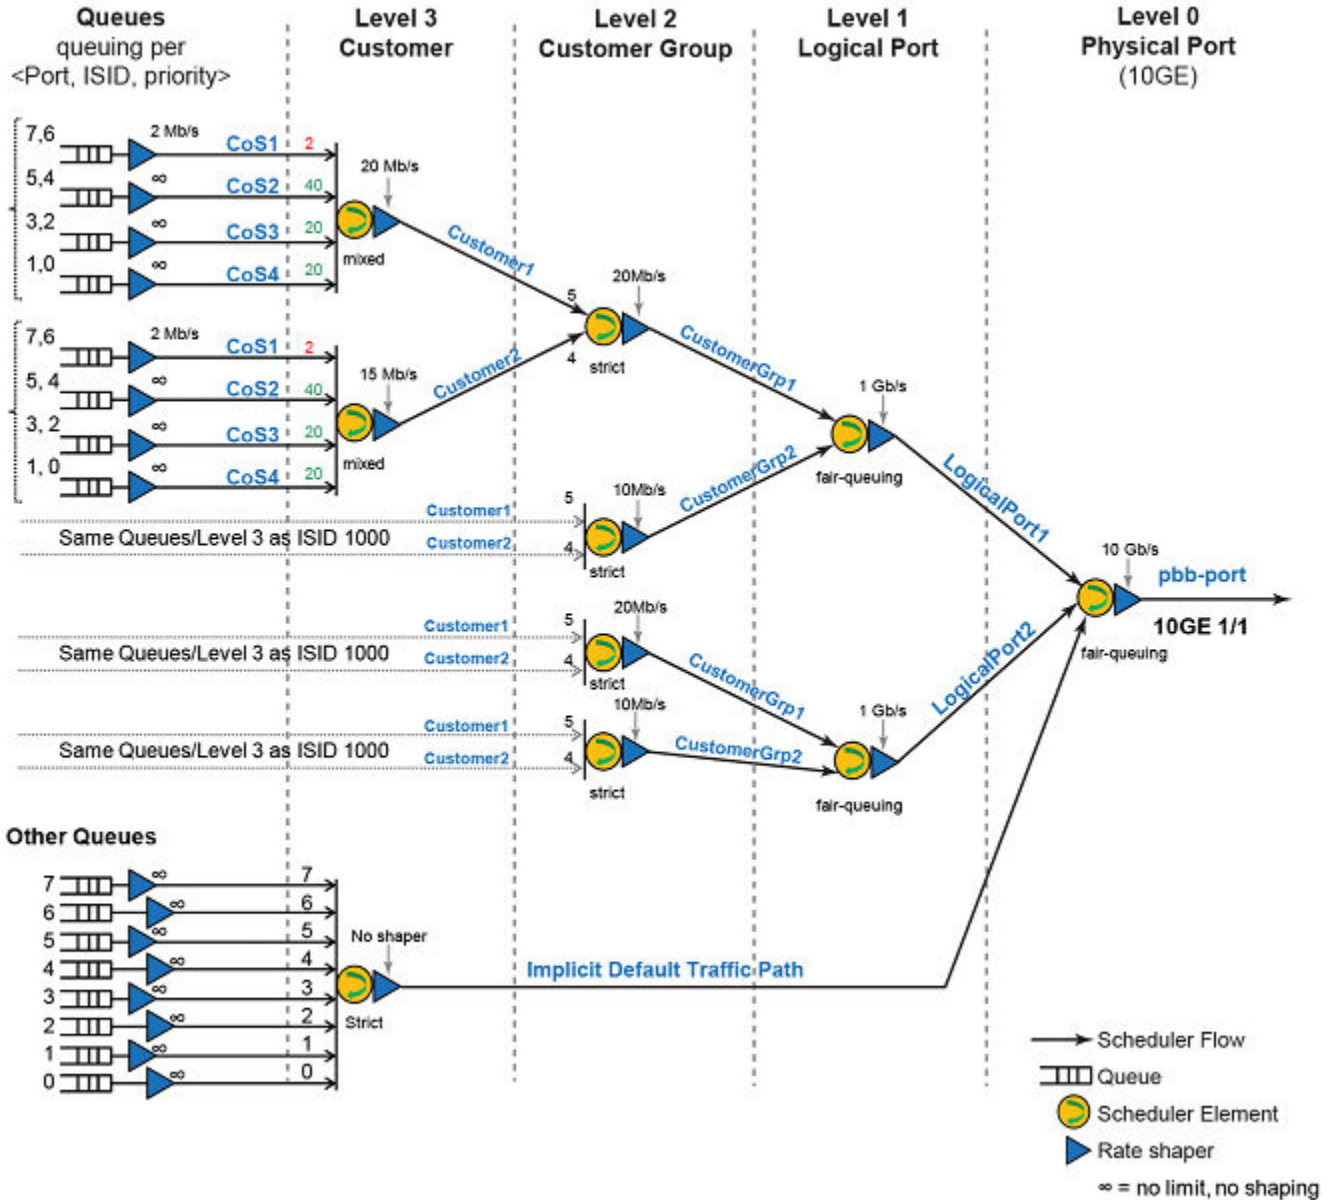 Queues
queuing per
<Port, ISID, priority>
Level 3
Customer
Level 2
Customer Group
Level 1
Logical Port
Level 0
Physical Port
(10GE)
7,6
2 Mb/s
CoS1
2
5,4
∞
CoS2
40
3,2
∞
CoS3
20
1,0
∞
CoS4
20
20 Mb/s
mixed
Customer1
7,6
2 Mb/s
CoS1
2
5, 4
∞
CoS2
40
3, 2
∞
CoS3
20
1, 0
∞
CoS4
20
15 Mb/s
mixed
Customer2
5
4
20Mb/s
strict
CustomerGrp1
Same Queues/Level 3 as ISID 1000
Customer1
Customer2
5
4
10Mb/s
strict
CustomerGrp2
1 Gb/s
fair-queuing
LogicalPort1
Same Queues/Level 3 as ISID 1000
Customer1
Customer2
5
4
20Mb/s
strict
CustomerGrp1
Same Queues/Level 3 as ISID 1000
Customer1
Customer2
5
4
10Mb/s
strict
CustomerGrp2
1 Gb/s
fair-queuing
LogicalPort2
10 Gb/s
fair-queuing
pbb-port
10GE 1/1
Other Queues
7 ∞ 7
6 ∞ 6
5 ∞ 5
4 ∞ 4
3 ∞ 3
2 ∞ 2
1 ∞ 1
0 ∞ 0
No shaper
Strict
Implicit Default Traffic Path
Scheduler Flow
Queue
Scheduler Element
Rate shaper
∞ = no limit, no shaping